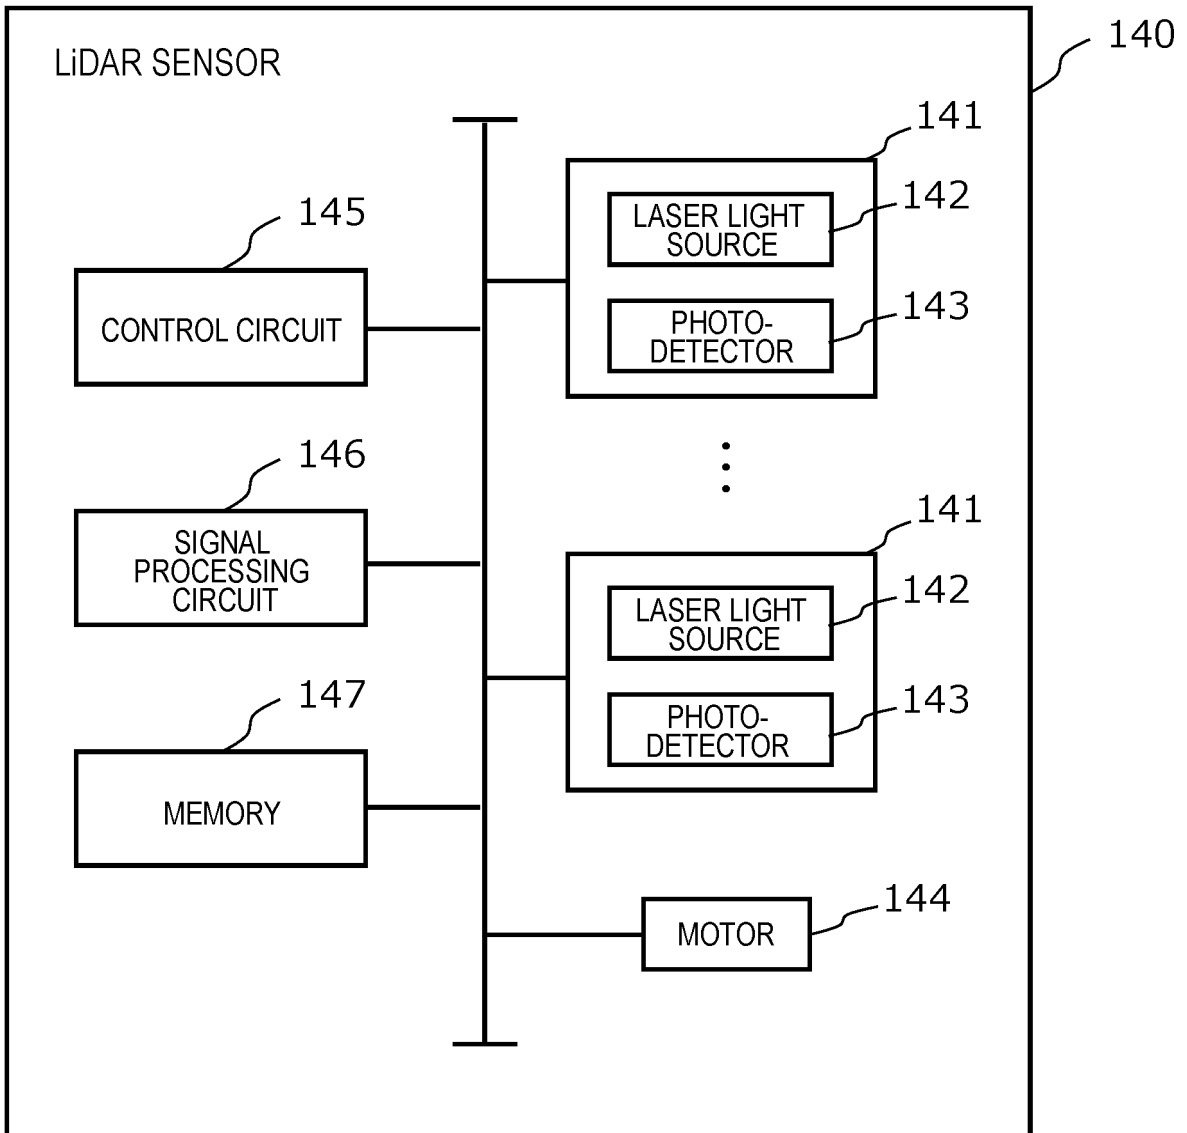 LiDAR SENSOR
140
141
LASER LIGHT
SOURCE
142
PHOTO-
DETECTOR
143
145
CONTROL CIRCUIT
146
SIGNAL
PROCESSING
CIRCUIT
141
LASER LIGHT
SOURCE
142
PHOTO-
DETECTOR
143
147
MEMORY
MOTOR
144